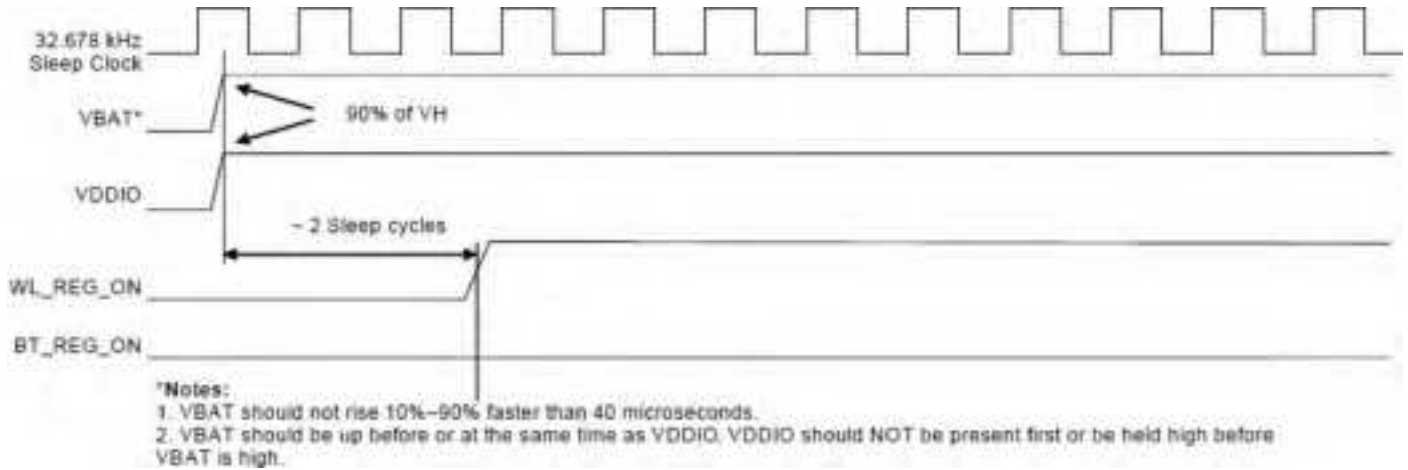 32.678 kHz
Sleep Clock
VBAT*
90% of VH
VDDIO
~ 2 Sleep cycles
WL_REG_ON
BT_REG_ON
*Notes:
1. VBAT should not rise 10%–90% faster than 40 microseconds.
2. VBAT should be up before or at the same time as VDDIO. VDDIO should NOT be present first or be held high before
VBAT is high.